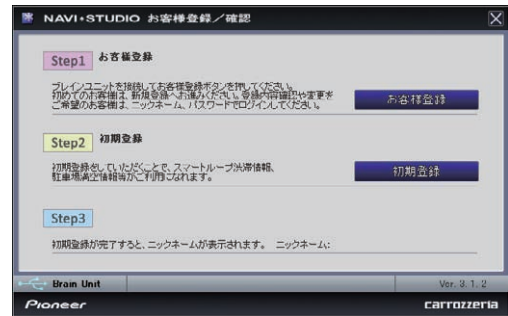 NAVI*STUDIO お客様登録／確認
Step1 お客様登録
ブレインユニットを接続してお客様登録ボタンを押してください。
初めてのお客様は、新規登録へお進みください。登録内容確認や変更を
ご希望のお客様は、ニックネーム、パスワードでログインしてください。
お客様登録
Step2 初期登録
初期登録をしていただくことで、スマートループ渋滞情報、
駐車場満空情報等がご利用になれます。
初期登録
Step3
初期登録が完了すると、ニックネームが表示されます。 ニックネーム:
Brain Unit
Ver. 3. 1. 2
Pioneer
carrozzeria